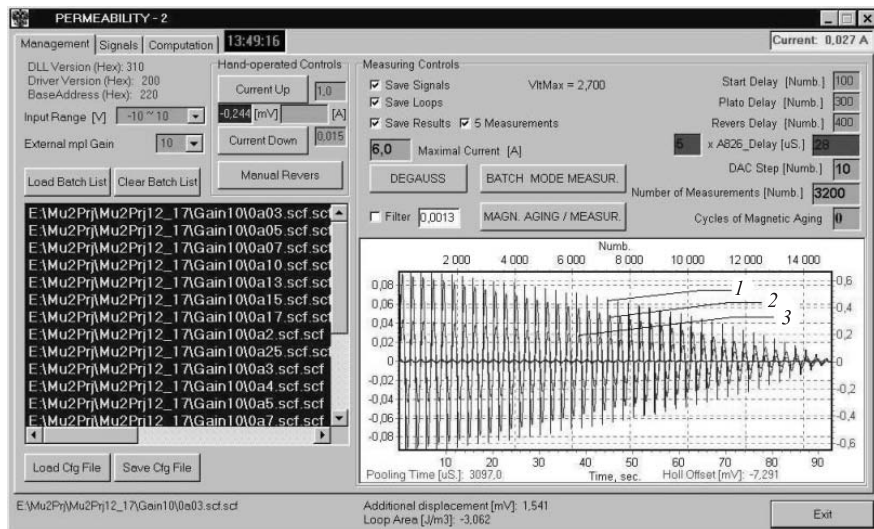 PERMEABILITY - 2
Management Signals Computation 13:49:16
Current: 0,027 A
DLL Version (Hex): 310
Driver Version (Hex): 200
BaseAddress (Hex): 220
Input Range [V] -10 ~ 10
External mpl Gain 10
Load Batch List Clear Batch List
Hand-operated Controls
Current Up 1,0
-0,244 [mV] [A]
Current Down 0,015
Manual Revers
Measuring Controls
Save Signals VltMax = 2,700
Save Loops
Save Results 5 Measurements
6,0 Maximal Current [A]
DEGAUSS BATCH MODE MEASUR.
Filter 0,0013 MAGN. AGING / MEASUR.
Start Delay [Numb.] 100
Plato Delay [Numb.] 300
Revers Delay [Numb.] 400
5 x A826_Delay [uS.] 28
DAC Step [Numb.] 10
Number of Measurements [Numb.] 3200
Cycles of Magnetic Aging 0
E:\Mu2Prj\Mu2Prj12_17\Gain10\0a03.scf.scf
E:\Mu2Prj\Mu2Prj12_17\Gain10\0a05.scf.scf
E:\Mu2Prj\Mu2Prj12_17\Gain10\0a07.scf.scf
E:\Mu2Prj\Mu2Prj12_17\Gain10\0a10.scf.scf
E:\Mu2Prj\Mu2Prj12_17\Gain10\0a13.scf.scf
E:\Mu2Prj\Mu2Prj12_17\Gain10\0a15.scf.scf
E:\Mu2Prj\Mu2Prj12_17\Gain10\0a17.scf.scf
E:\Mu2Prj\Mu2Prj12_17\Gain10\0a2.scf.scf
E:\Mu2Prj\Mu2Prj12_17\Gain10\0a25.scf.scf
E:\Mu2Prj\Mu2Prj12_17\Gain10\0a3.scf.scf
E:\Mu2Prj\Mu2Prj12_17\Gain10\0a4.scf.scf
E:\Mu2Prj\Mu2Prj12_17\Gain10\0a5.scf.scf
E:\Mu2Prj\Mu2Prj12_17\Gain10\0a7.scf.scf
Load Cfg File Save Cfg File
Numb.
2 000 4 000 6 000 8 000 10 000 12 000 14 000
0,08 0,06 0,04 0,02 0 -0,02 -0,04 -0,06 -0,08
1
2
3
0,6 0,4 0,2 0 -0,2 -0,4 -0,6
10 20 30 40 50 60 70 80 90
Pooling Time [uS.]: 3097,0 Time, sec. Holl Offset [mV]: -7,291
E:\Mu2Prj\Mu2Prj12_17\Gain10\0a03.scf.scf
Additional displacement [mV]: 1,541
Loop Area [J/m3]: -3,062
Exit